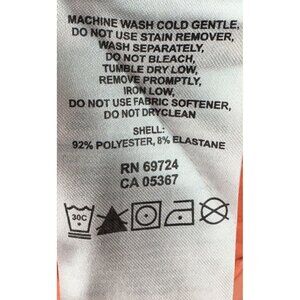 MACHINE WASH COLD GENTLE,
DO NOT USE STAIN REMOVER,
WASH SEPARATELY,
DO NOT BLEACH,
TUMBLE DRY LOW,
REMOVE PROMPTLY,
IRON LOW,
DO NOT USE FABRIC SOFTENER,
DO NOT DRYCLEAN
SHELL:
92% POLYESTER, 8% ELASTANE
RN 69724
CA 05367
30C